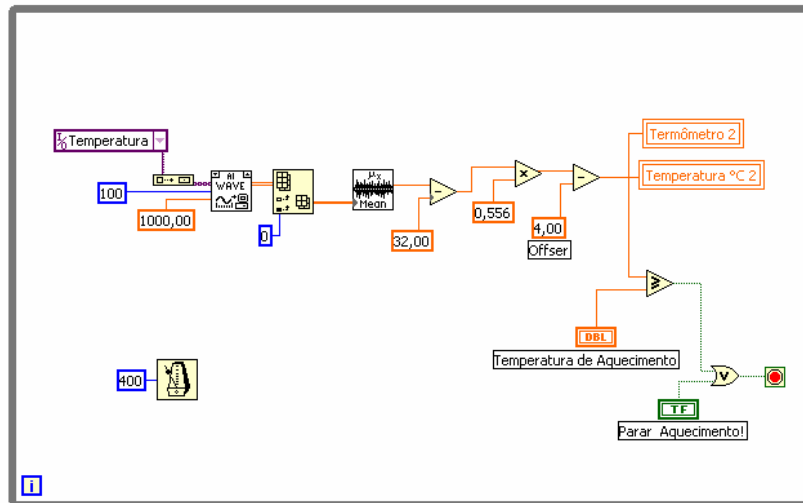 Temperatura
100
1000,00
AI
WAVE
0
μx
Mean
32,00
0,556
4,00
Offser
Termômetro 2
Temperatura °C 2
DBL
Temperatura de Aquecimento
400
TF
Parar Aquecimento!
i